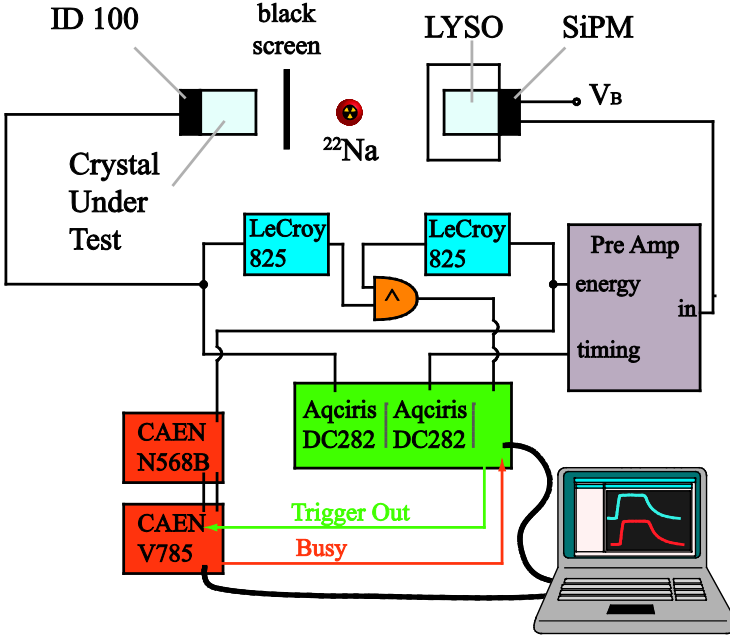 ID 100
black
screen
LYSO
SiPM
VB
22Na
Crystal
Under
Test
LeCroy
825
LeCroy
825
Pre Amp
^
energy
in
timing
Aqciris
DC282
Aqciris
DC282
CAEN
N568B
CAEN
V785
Trigger Out
Busy